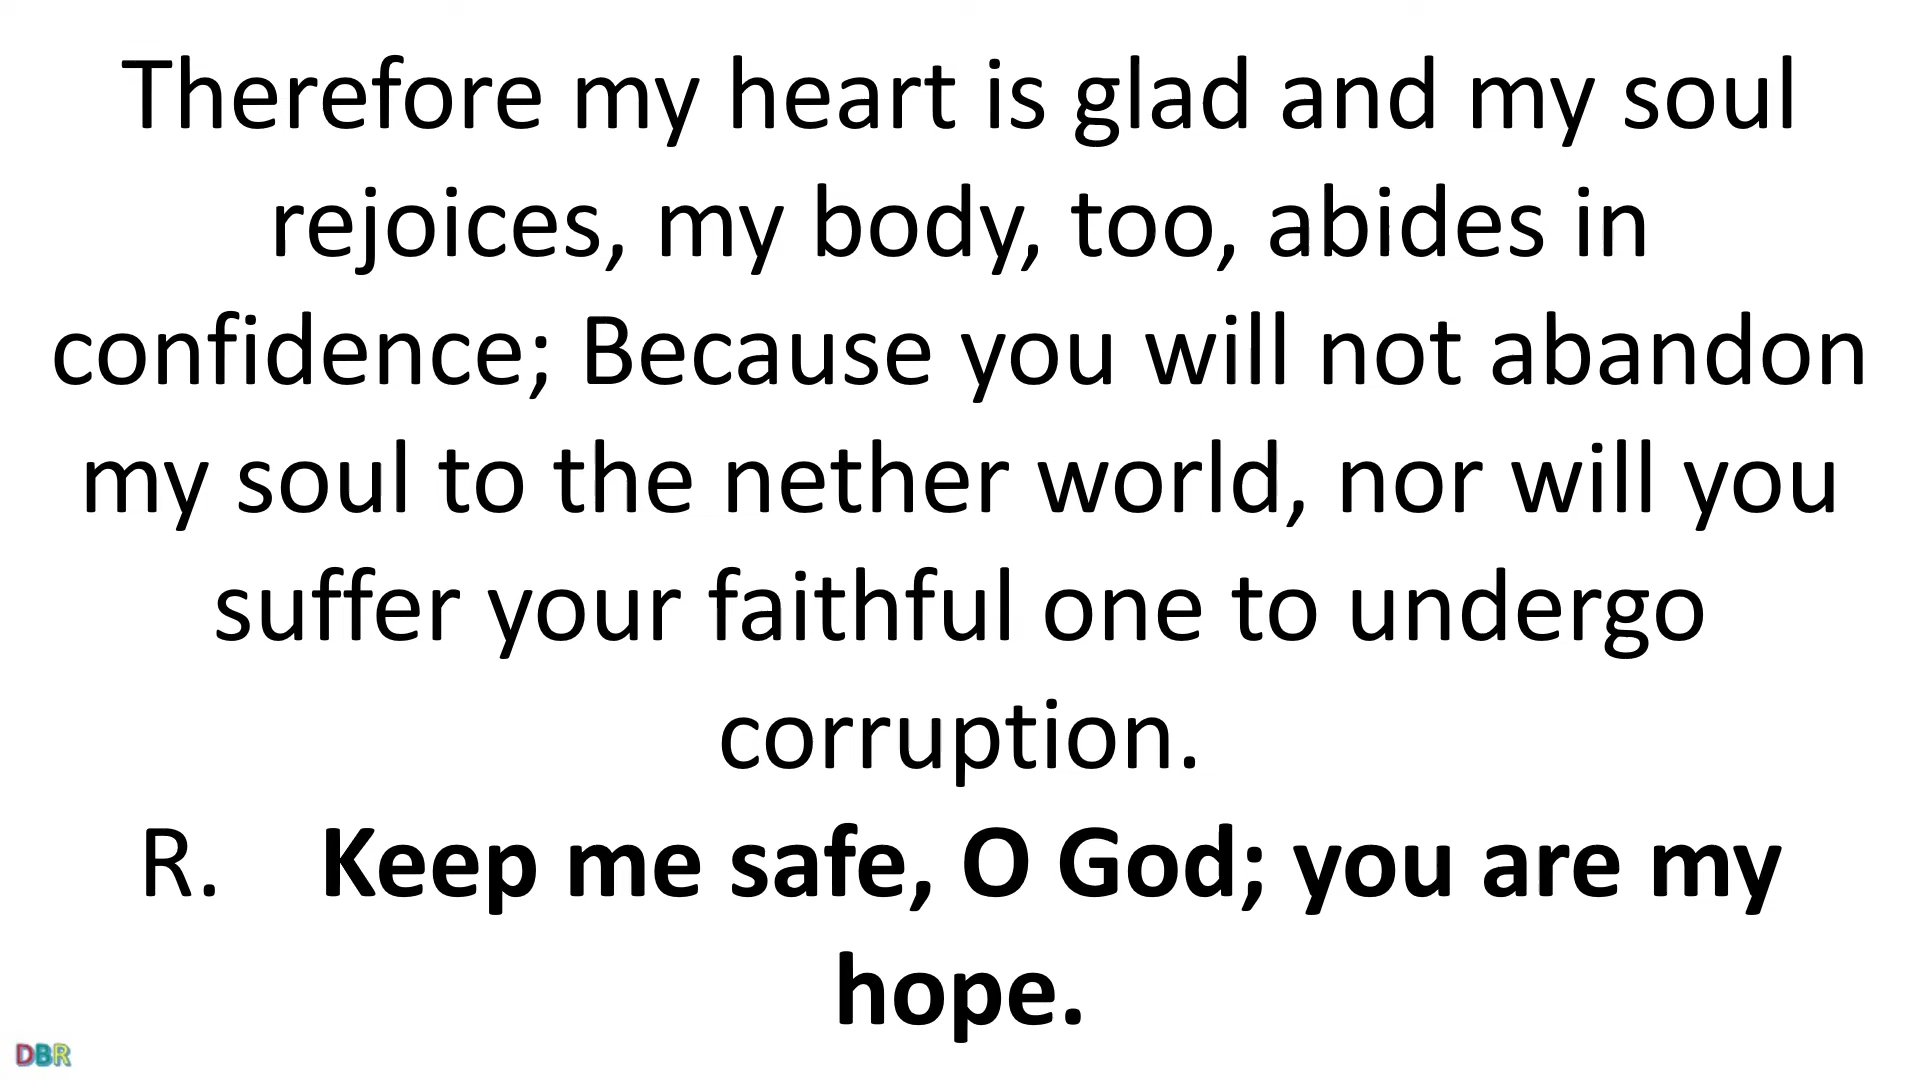 Therefore my heart is glad and my soul
rejoices, my body, too, abides in
confidence; Because you will not abandon
my soul to the nether world, nor will you
suffer your faithful one to undergo
corruption.
R. Keep me safe, O God; you are my
hope.
DBR